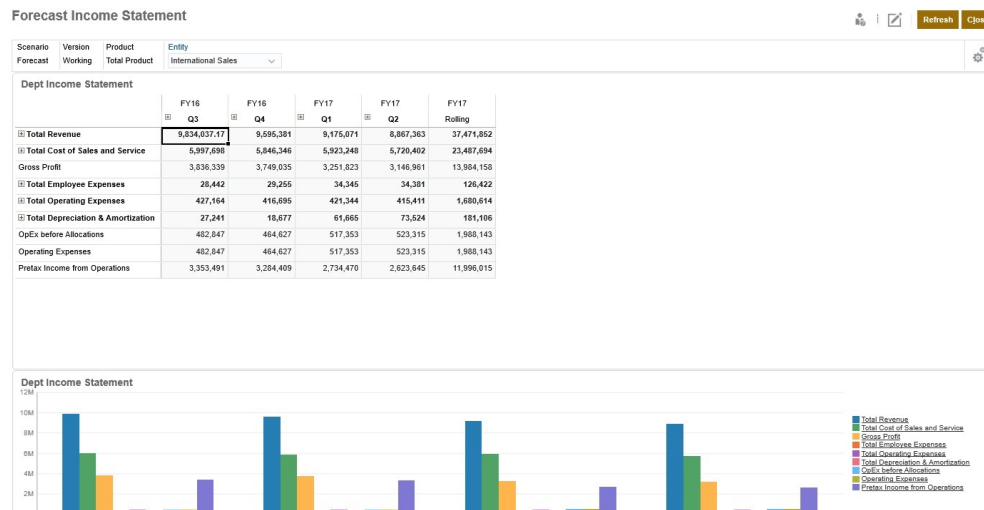 Forecast Income Statement
Refresh Clos
Scenario Version Product Entity
Forecast Working Total Product International Sales
Dept Income Statement
FY16 FY16 FY17 FY17 FY17
Q3 Q4 Q1 Q2 Rolling
Total Revenue 9,834,037.17 9,595,381 9,175,071 8,867,363 37,471,852
Total Cost of Sales and Service 5,997,698 5,846,346 5,923,248 5,720,402 23,487,694
Gross Profit 3,836,339 3,749,035 3,251,823 3,146,961 13,984,158
Total Employee Expenses 28,442 29,255 34,345 34,381 126,422
Total Operating Expenses 427,164 416,695 421,344 415,411 1,680,614
Total Depreciation & Amortization 27,241 18,677 61,665 73,524 181,106
OpEx before Allocations 482,847 464,627 517,353 523,315 1,988,143
Operating Expenses 482,847 464,627 517,353 523,315 1,988,143
Pretax Income from Operations 3,353,491 3,284,409 2,734,470 2,623,645 11,996,015
Dept Income Statement
12M
10M
8M
6M
4M
2M
Total Revenue
Total Cost of Sales and Service
Gross Profit
Total Employee Expenses
Total Operating Expenses
Total Depreciation & Amortization
OpEx before Allocations
Operating Expenses
Pretax Income from Operations